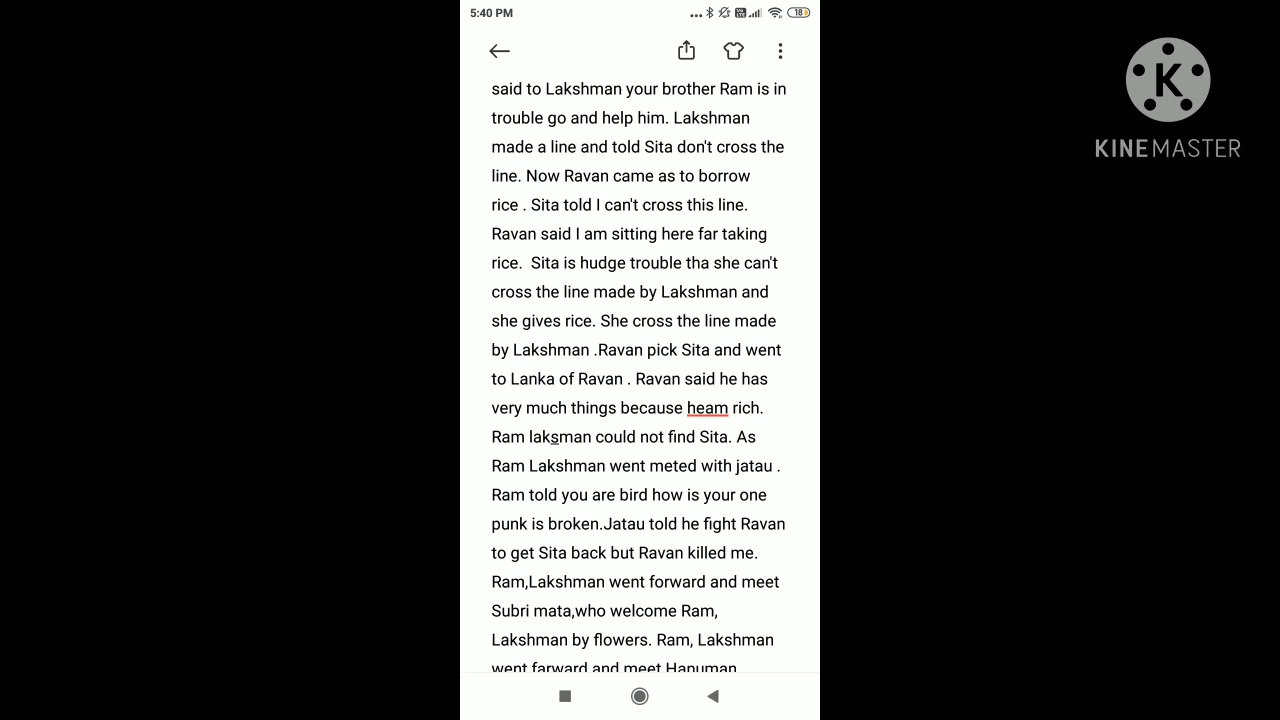 5:40 PM
18
K
KINEMASTER
said to Lakshman your brother Ram is in
trouble go and help him. Lakshman
made a line and told Sita don't cross the
line. Now Ravan came as to borrow
rice . Sita told I can't cross this line.
Ravan said I am sitting here far taking
rice.  Sita is hudge trouble tha she can't
cross the line made by Lakshman and
she gives rice. She cross the line made
by Lakshman .Ravan pick Sita and went
to Lanka of Ravan . Ravan said he has
very much things because heam rich.
Ram laksman could not find Sita. As
Ram Lakshman went meted with jatau .
Ram told you are bird how is your one
punk is broken.Jatau told he fight Ravan
to get Sita back but Ravan killed me.
Ram,Lakshman went forward and meet
Subri mata,who welcome Ram,
Lakshman by flowers. Ram, Lakshman
went farward and meet Hanuman